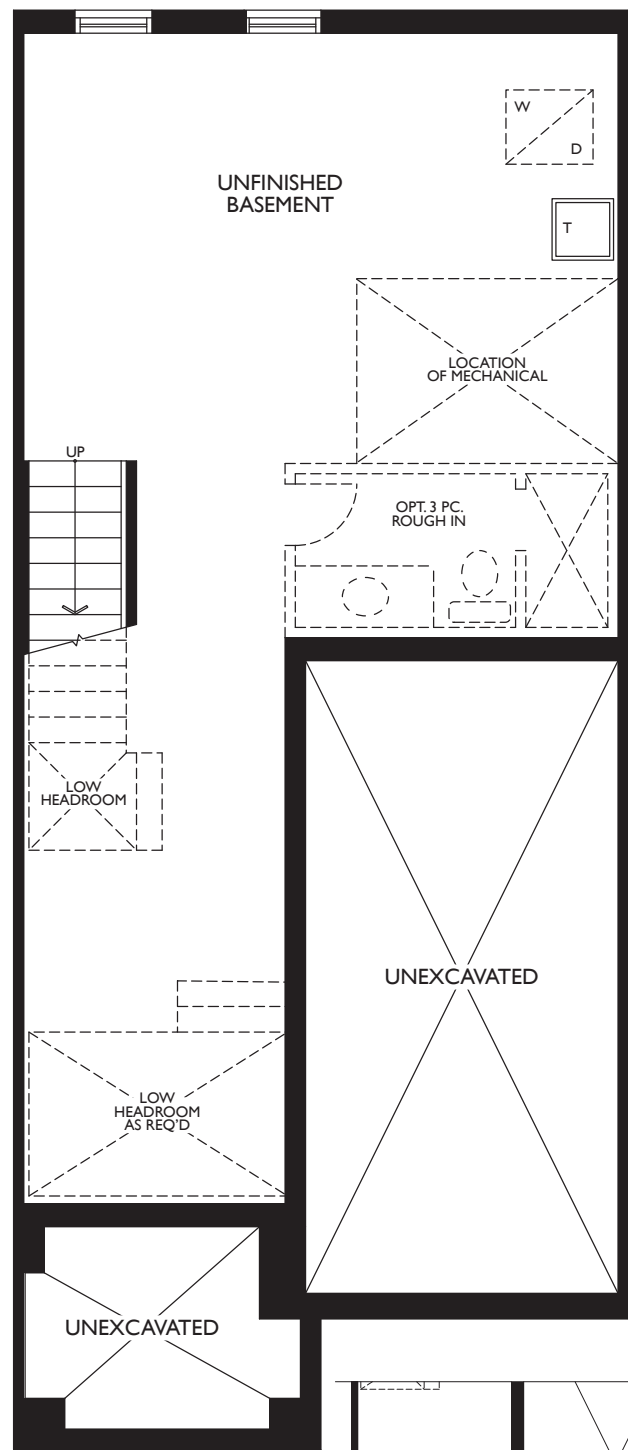 W
D
UNFINISHED
BASEMENT
T
LOCATION
OF MECHANICAL
UP
OPT. 3 PC.
ROUGH IN
LOW
HEADROOM
UNEXCAVATED
LOW
HEADROOM
AS REQ'D
UNEXCAVATED